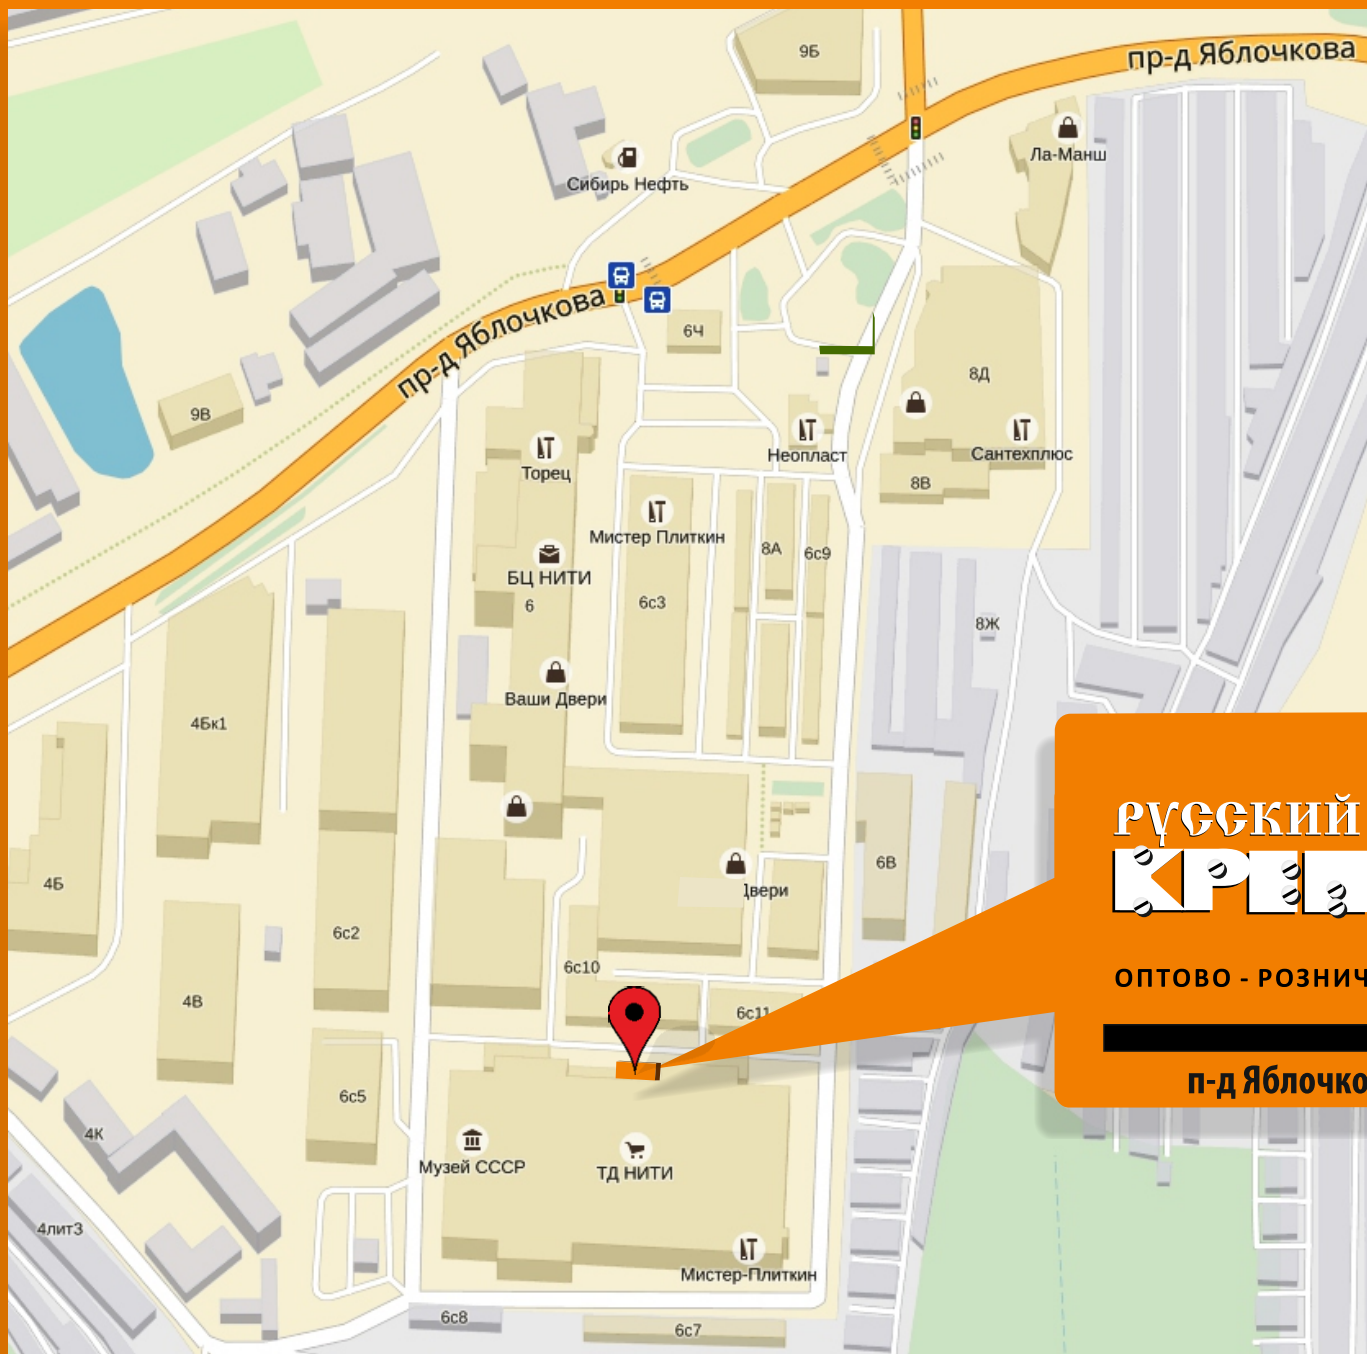 9Б
пр-д Яблочкова
Ла-Манш
Сибирь Нефть
пр-д Яблочкова
6Ч
8Д
9В
Торец
Неопласт
Сантехплюс
8В
Мистер Плиткин
8А
6с9
БЦ НИТИ
6
6с3
8Ж
Ваши Двери
4Бк1
РУССКИЙ
6В
4Б
Двери
6с2
6с10
ОПТОВО - РОЗНИЧ
4В
6с11
п-д Яблочко
6с5
4К
Музей СССР
ТД НИТИ
4лит3
Мистер-Плиткин
6с8
6с7